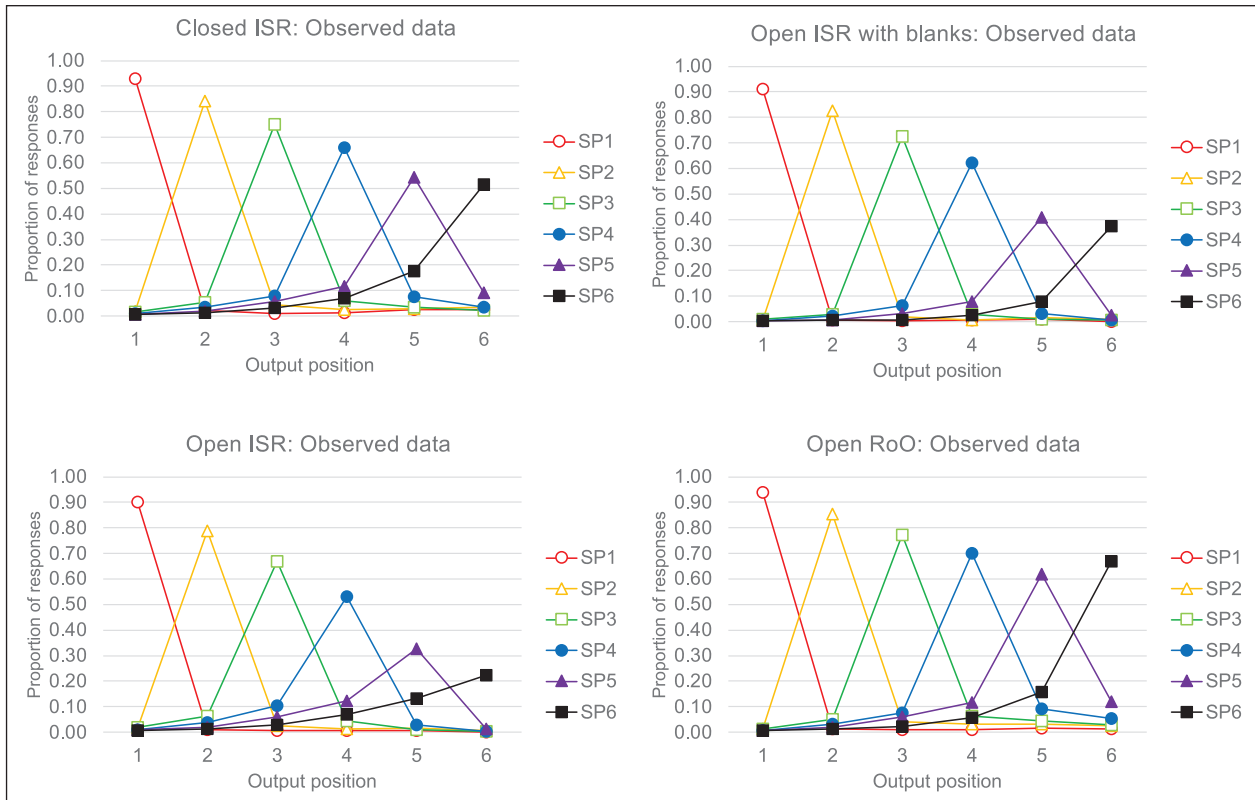 Closed ISR: Observed data
Proportion of responses
1.00
0.90
0.80
0.70
0.60
0.50
0.40
0.30
0.20
0.10
0.00
1 2 3 4 5 6
Output position
SP1
SP2
SP3
SP4
SP5
SP6
Open ISR with blanks: Observed data
Proportion of responses
1.00
0.90
0.80
0.70
0.60
0.50
0.40
0.30
0.20
0.10
0.00
1 2 3 4 5 6
Output position
SP1
SP2
SP3
SP4
SP5
SP6
Open ISR: Observed data
Proportion of responses
1.00
0.90
0.80
0.70
0.60
0.50
0.40
0.30
0.20
0.10
0.00
1 2 3 4 5 6
Output position
SP1
SP2
SP3
SP4
SP5
SP6
Open RoO: Observed data
Proportion of responses
1.00
0.90
0.80
0.70
0.60
0.50
0.40
0.30
0.20
0.10
0.00
1 2 3 4 5 6
Output position
SP1
SP2
SP3
SP4
SP5
SP6